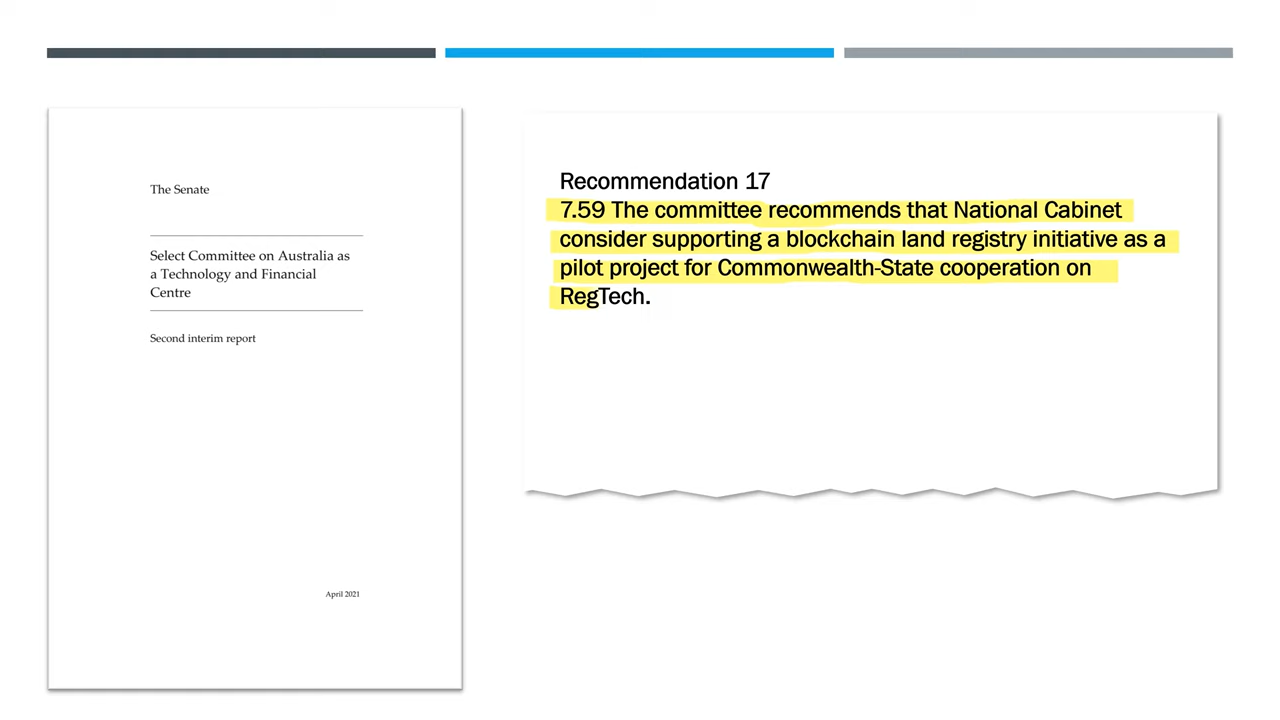 The Senate
Select Committee on Australia as
a Technology and Financial
Centre
Second interim report
April 2021
Recommendation 17
7.59 The committee recommends that National Cabinet
consider supporting a blockchain land registry initiative as a
pilot project for Commonwealth-State cooperation on
RegTech.